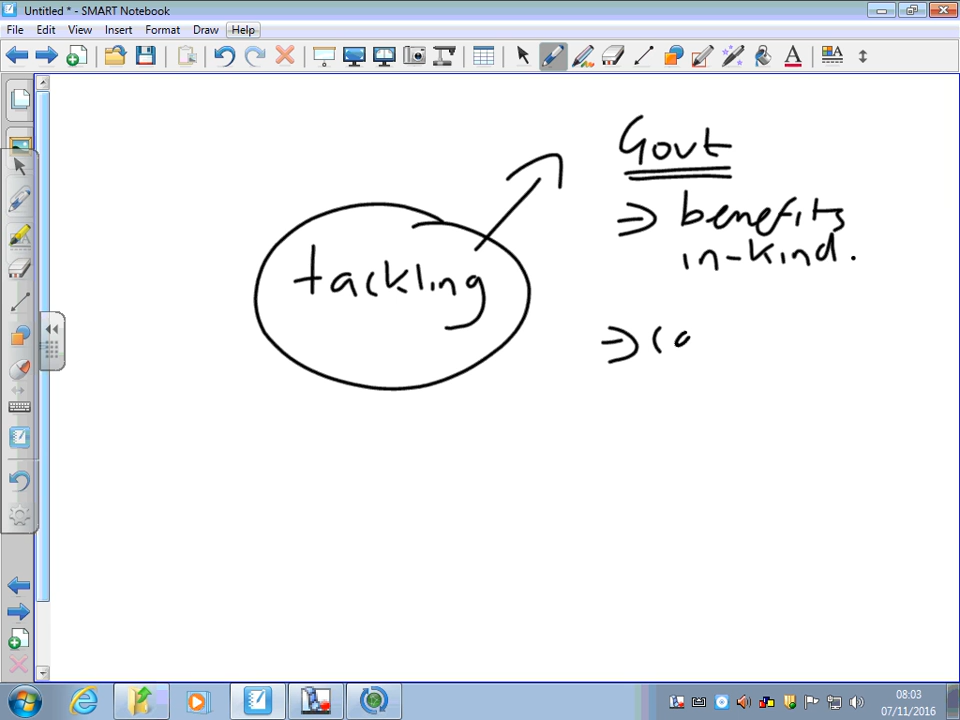 Untitled * - SMART Notebook
File Edit View Insert Format Draw Help
Govt
⇒ benefits
in-kind.
tackling
⇒
08:03
07/11/2016